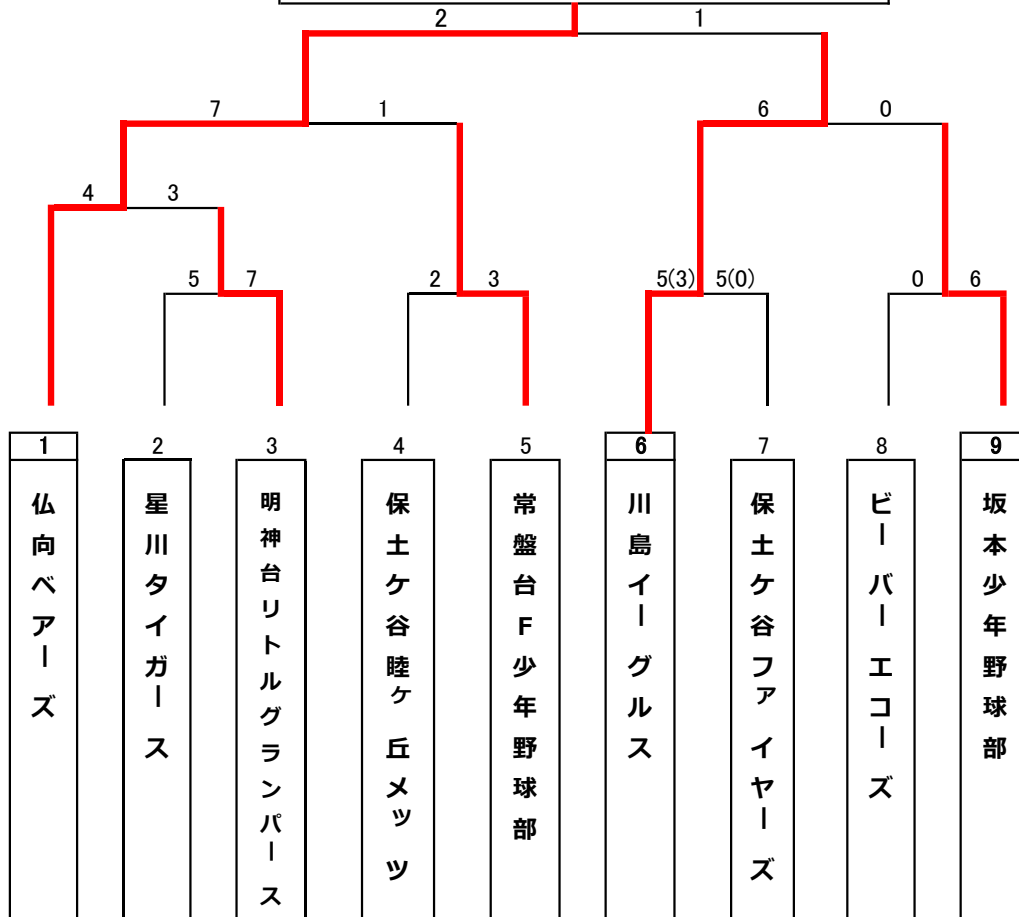 2 1
7 1 6 0
4 3
5 7 2 3 5(3) 5(0) 0 6
1 2 3 4 5 6 7 8 9
仏向ベアーズ
星川タイガース
明神台リトルグランパース
保土ケ谷睦ヶ丘メッツ
常盤台F少年野球部
川島イーグルス
保土ケ谷ファイヤーズ
ビーバーエコーズ
坂本少年野球部